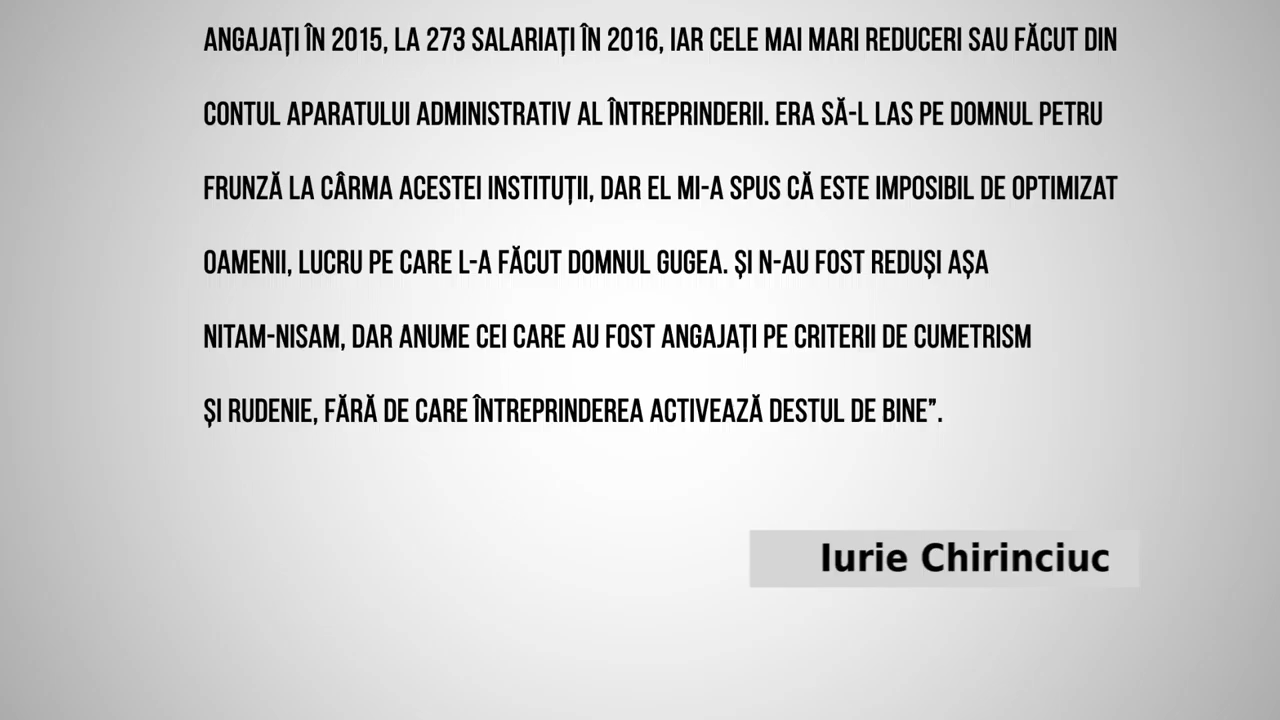 ANGAJAȚI ÎN 2015, LA 273 SALARIAȚI ÎN 2016, IAR CELE MAI MARI REDUCERI SAU FĂCUT DIN
CONTUL APARATULUI ADMINISTRATIV AL ÎNTREPRINDERII. ERA SĂ-L LAS PE DOMNUL PETRU
FRUNZĂ LA CÂRMA ACESTEI INSTITUȚII, DAR EL MI-A SPUS CĂ ESTE IMPOSIBIL DE OPTIMIZAT
OAMENII, LUCRU PE CARE L-A FĂCUT DOMNUL GUGEA. ȘI N-AU FOST REDUȘI AȘA
NITAM-NISAM, DAR ANUME CEI CARE AU FOST ANGAJAȚI PE CRITERII DE CUMETRISM
ȘI RUDENIE, FĂRĂ DE CARE ÎNTREPRINDEREA ACTIVEAZĂ DESTUL DE BINE”.
Iurie Chirinciuc